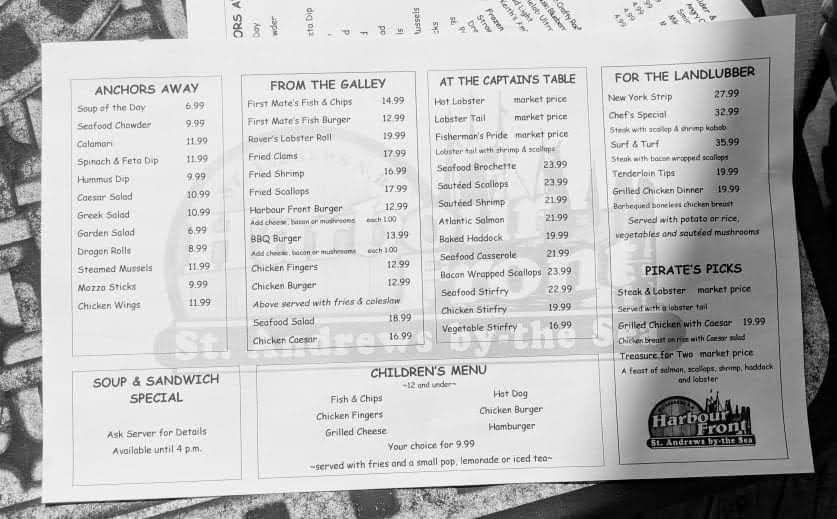 ANCHORS AWAY
Soup of the Day 6.99
Seafood Chowder 9.99
Calamari 11.99
Spinach & Feta Dip 11.99
Hummus Dip 9.99
Caesar Salad 10.99
Greek Salad 10.99
Garden Salad 6.99
Dragon Rolls 8.99
Steamed Mussels 11.99
Mozza Sticks 9.99
Chicken Wings 11.99
FROM THE GALLEY
First Mate's Fish & Chips 14.99
First Mate's Fish Burger 12.99
Rover's Lobster Roll 19.99
Fried Clams 17.99
Fried Shrimp 16.99
Fried Scallops 17.99
Harbour Front Burger 12.99
Add cheese, bacon or mushrooms each 1.00
BBQ Burger 13.99
Add cheese, bacon or mushrooms each 1.00
Chicken Fingers 12.99
Chicken Burger 12.99
Above served with fries & coleslaw
Seafood Salad 18.99
Chicken Caesar 16.99
AT THE CAPTAIN'S TABLE
Hot Lobster market price
Lobster Tail market price
Fisherman's Pride market price
Lobster tail with shrimp & scallops
Seafood Brochette 23.99
Sautéed Scallops 23.99
Sautéed Shrimp 21.99
Atlantic Salmon 21.99
Baked Haddock 19.99
Seafood Casserole 21.99
Bacon Wrapped Scallops 23.99
Seafood Stirfry 22.99
Chicken Stirfry 19.99
Vegetable Stirfry 16.99
FOR THE LANDLUBBER
New York Strip 27.99
Chef's Special 32.99
Steak with scallop & shrimp kabob
Surf & Turf 35.99
Steak with bacon wrapped scallops
Tenderloin Tips 19.99
Grilled Chicken Dinner 19.99
Barbequed boneless chicken breast
Served with potato or rice,
vegetables and sautéed mushrooms
PIRATE'S PICKS
Steak & Lobster market price
Served with a lobster tail
Grilled Chicken with Caesar 19.99
Chicken breast on rice with Caesar salad
Treasure for Two market price
A feast of salmon, scallops, shrimp, haddock
and lobster
Harbour
Front
St. Andrews by-the Sea
SOUP & SANDWICH
SPECIAL
Ask Server for Details
Available until 4 p.m.
CHILDREN'S MENU
~12 and under~
Fish & Chips Hot Dog
Chicken Fingers Chicken Burger
Grilled Cheese Hamburger
Your choice for 9.99
~served with fries and a small pop, lemonade or iced tea~